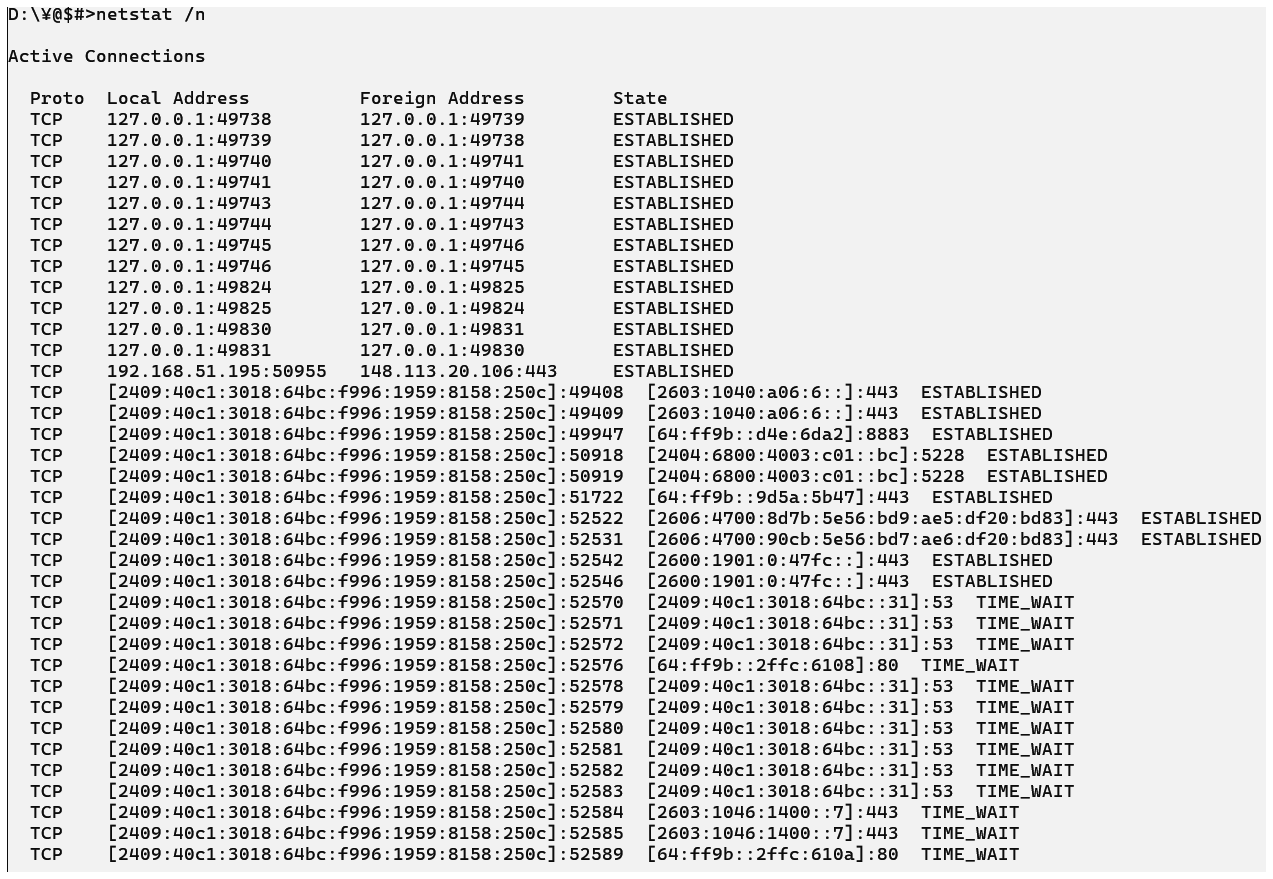 D:\¥@$#>netstat /n
Active Connections
Proto  Local Address          Foreign Address        State
TCP    127.0.0.1:49738        127.0.0.1:49739        ESTABLISHED
TCP    127.0.0.1:49739        127.0.0.1:49738        ESTABLISHED
TCP    127.0.0.1:49740        127.0.0.1:49741        ESTABLISHED
TCP    127.0.0.1:49741        127.0.0.1:49740        ESTABLISHED
TCP    127.0.0.1:49743        127.0.0.1:49744        ESTABLISHED
TCP    127.0.0.1:49744        127.0.0.1:49743        ESTABLISHED
TCP    127.0.0.1:49745        127.0.0.1:49746        ESTABLISHED
TCP    127.0.0.1:49746        127.0.0.1:49745        ESTABLISHED
TCP    127.0.0.1:49824        127.0.0.1:49825        ESTABLISHED
TCP    127.0.0.1:49825        127.0.0.1:49824        ESTABLISHED
TCP    127.0.0.1:49830        127.0.0.1:49831        ESTABLISHED
TCP    127.0.0.1:49831        127.0.0.1:49830        ESTABLISHED
TCP    192.168.51.195:50955   148.113.20.106:443     ESTABLISHED
TCP    [2409:40c1:3018:64bc:f996:1959:8158:250c]:49408  [2603:1040:a06:6::]:443  ESTABLISHED
TCP    [2409:40c1:3018:64bc:f996:1959:8158:250c]:49409  [2603:1040:a06:6::]:443  ESTABLISHED
TCP    [2409:40c1:3018:64bc:f996:1959:8158:250c]:49947  [64:ff9b::d4e:6da2]:8883  ESTABLISHED
TCP    [2409:40c1:3018:64bc:f996:1959:8158:250c]:50918  [2404:6800:4003:c01::bc]:5228  ESTABLISHED
TCP    [2409:40c1:3018:64bc:f996:1959:8158:250c]:50919  [2404:6800:4003:c01::bc]:5228  ESTABLISHED
TCP    [2409:40c1:3018:64bc:f996:1959:8158:250c]:51722  [64:ff9b::9d5a:5b47]:443  ESTABLISHED
TCP    [2409:40c1:3018:64bc:f996:1959:8158:250c]:52522  [2606:4700:8d7b:5e56:bd9:ae5:df20:bd83]:443  ESTABLISHED
TCP    [2409:40c1:3018:64bc:f996:1959:8158:250c]:52531  [2606:4700:90cb:5e56:bd7:ae6:df20:bd83]:443  ESTABLISHED
TCP    [2409:40c1:3018:64bc:f996:1959:8158:250c]:52542  [2600:1901:0:47fc::]:443  ESTABLISHED
TCP    [2409:40c1:3018:64bc:f996:1959:8158:250c]:52546  [2600:1901:0:47fc::]:443  ESTABLISHED
TCP    [2409:40c1:3018:64bc:f996:1959:8158:250c]:52570  [2409:40c1:3018:64bc::31]:53  TIME_WAIT
TCP    [2409:40c1:3018:64bc:f996:1959:8158:250c]:52571  [2409:40c1:3018:64bc::31]:53  TIME_WAIT
TCP    [2409:40c1:3018:64bc:f996:1959:8158:250c]:52572  [2409:40c1:3018:64bc::31]:53  TIME_WAIT
TCP    [2409:40c1:3018:64bc:f996:1959:8158:250c]:52576  [64:ff9b::2ffc:6108]:80  TIME_WAIT
TCP    [2409:40c1:3018:64bc:f996:1959:8158:250c]:52578  [2409:40c1:3018:64bc::31]:53  TIME_WAIT
TCP    [2409:40c1:3018:64bc:f996:1959:8158:250c]:52579  [2409:40c1:3018:64bc::31]:53  TIME_WAIT
TCP    [2409:40c1:3018:64bc:f996:1959:8158:250c]:52580  [2409:40c1:3018:64bc::31]:53  TIME_WAIT
TCP    [2409:40c1:3018:64bc:f996:1959:8158:250c]:52581  [2409:40c1:3018:64bc::31]:53  TIME_WAIT
TCP    [2409:40c1:3018:64bc:f996:1959:8158:250c]:52582  [2409:40c1:3018:64bc::31]:53  TIME_WAIT
TCP    [2409:40c1:3018:64bc:f996:1959:8158:250c]:52583  [2409:40c1:3018:64bc::31]:53  TIME_WAIT
TCP    [2409:40c1:3018:64bc:f996:1959:8158:250c]:52584  [2603:1046:1400::7]:443  TIME_WAIT
TCP    [2409:40c1:3018:64bc:f996:1959:8158:250c]:52585  [2603:1046:1400::7]:443  TIME_WAIT
TCP    [2409:40c1:3018:64bc:f996:1959:8158:250c]:52589  [64:ff9b::2ffc:610a]:80  TIME_WAIT